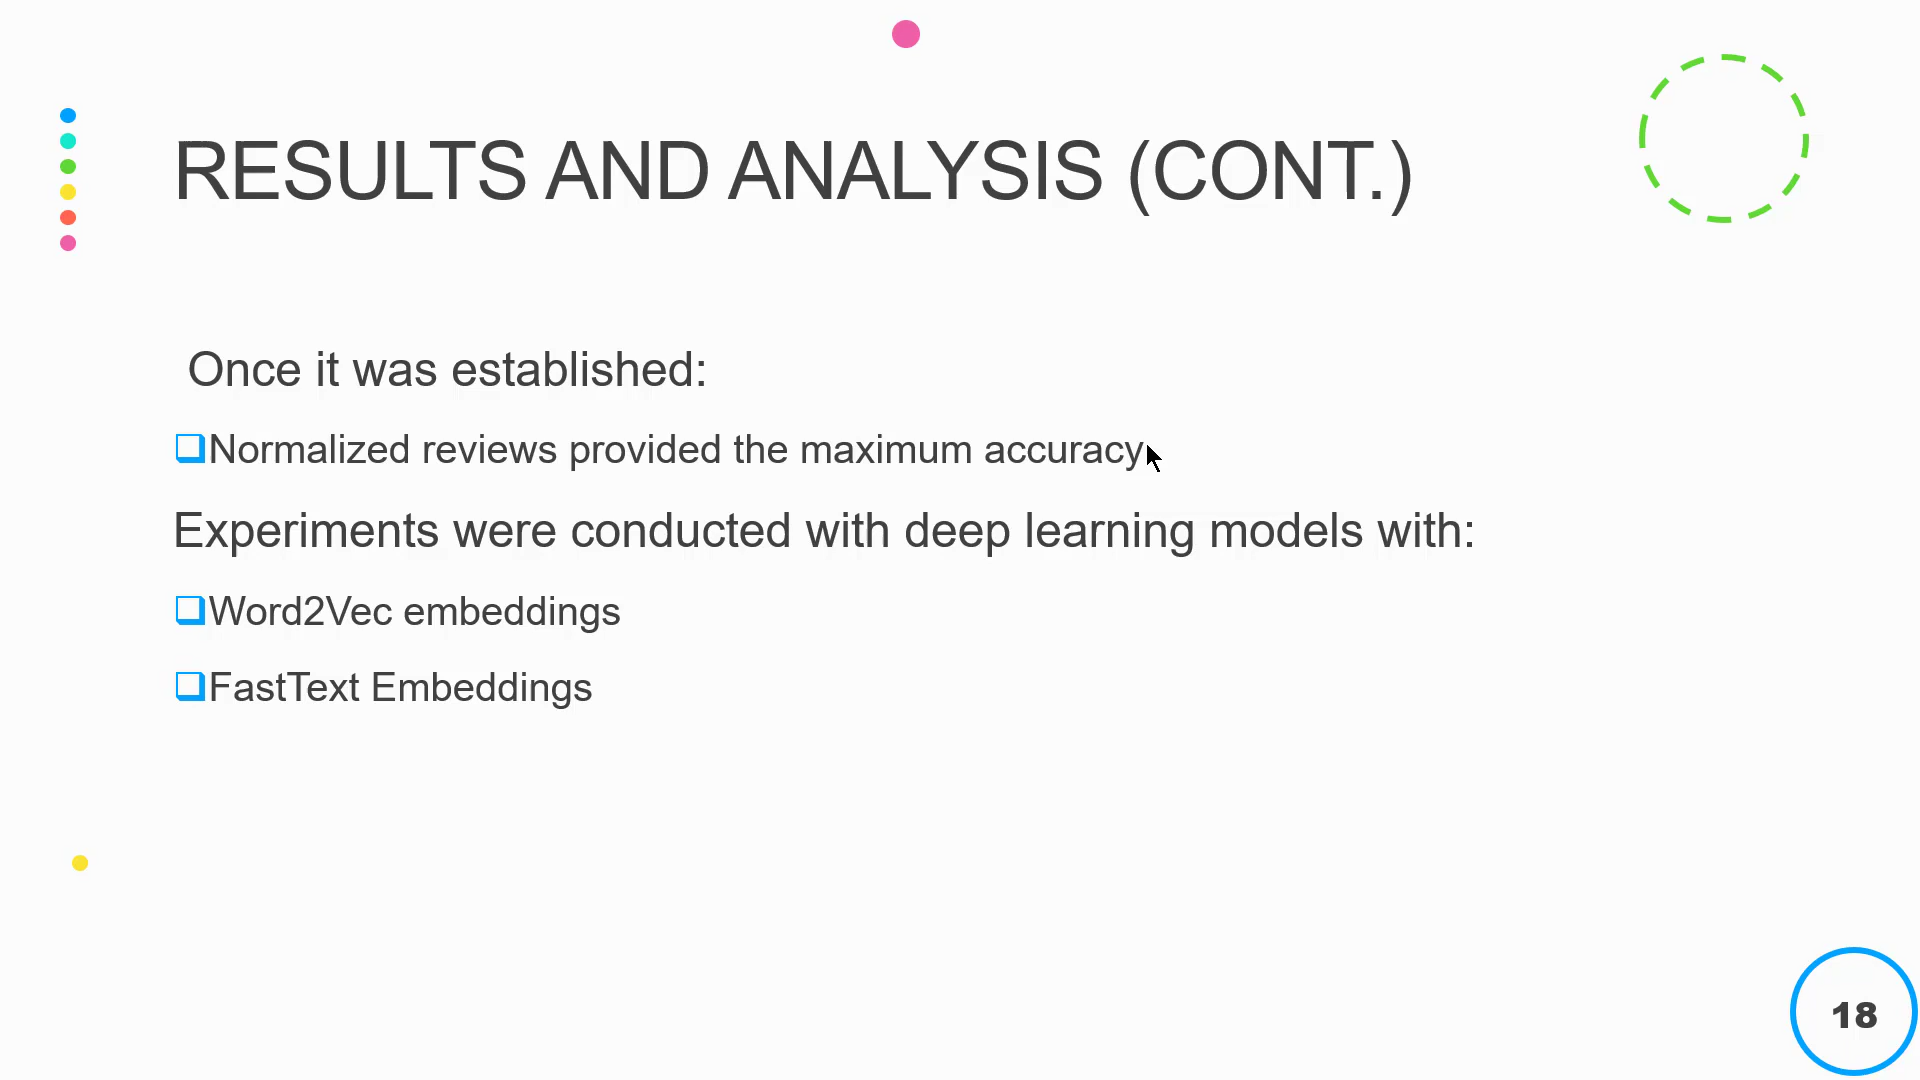 RESULTS AND ANALYSIS (CONT.)
Once it was established:
Normalized reviews provided the maximum accuracy
Experiments were conducted with deep learning models with:
Word2Vec embeddings
FastText Embeddings
18